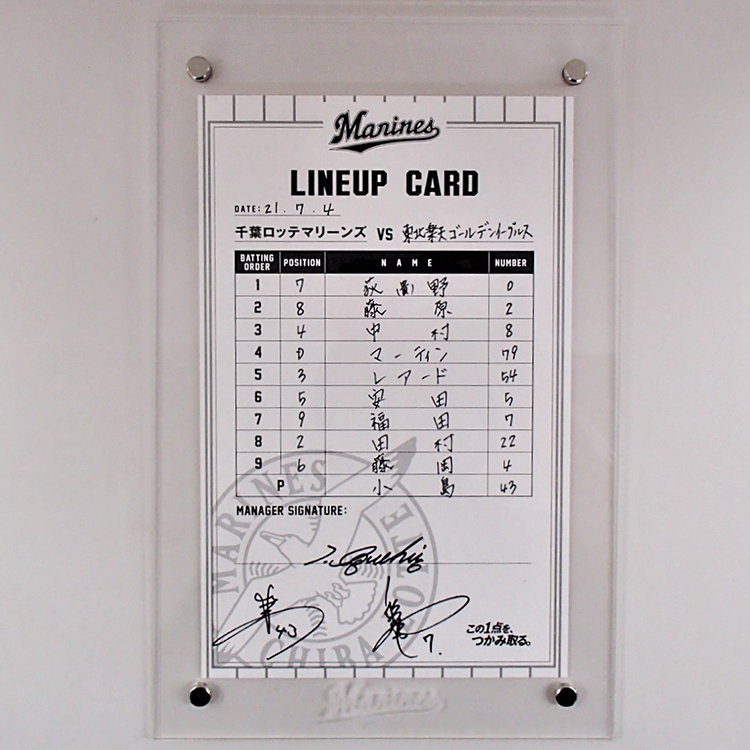 Marines
LINEUP CARD
DATE: 21. 7. 4
千葉ロッテマリーンズ VS 東北楽天ゴールデンイーグルス
BATTING ORDER POSITION NAME NUMBER
1 7 荻(貴)野 0
2 8 藤原 2
3 4 中村 8
4 D マーティン 79
5 3 レアード 54
6 5 安田 5
7 9 福田 7
8 2 田村 22
9 6 藤岡 4
P 小島 43
MANAGER SIGNATURE:
MARINES
CHIBA LOTTE
43
7.
この1点を、
つかみ取る。
Marines